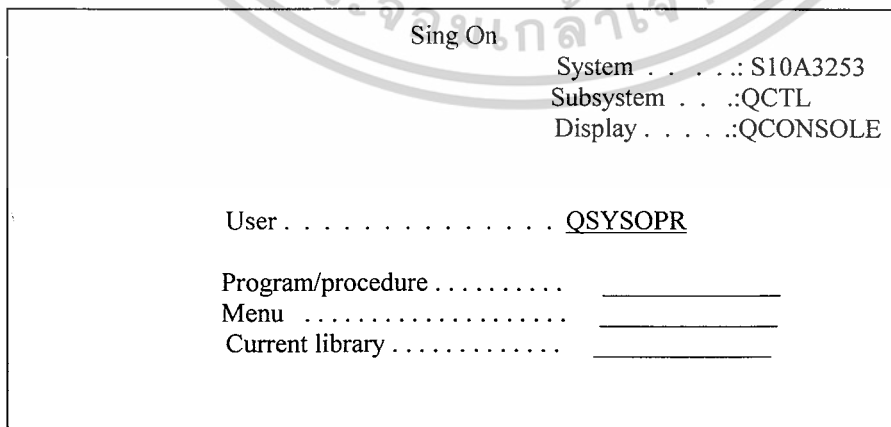 Sing On
System . . . . .: S10A3253
Subsystem . . .:QCTL
Display . . . . .:QCONSOLE
User . . . . . . . . . . . . . . QSYSOPR
Program/procedure . . . . . . . . . .
Menu . . . . . . . . . . . . . . . . . . .
Current library . . . . . . . . . . . . .